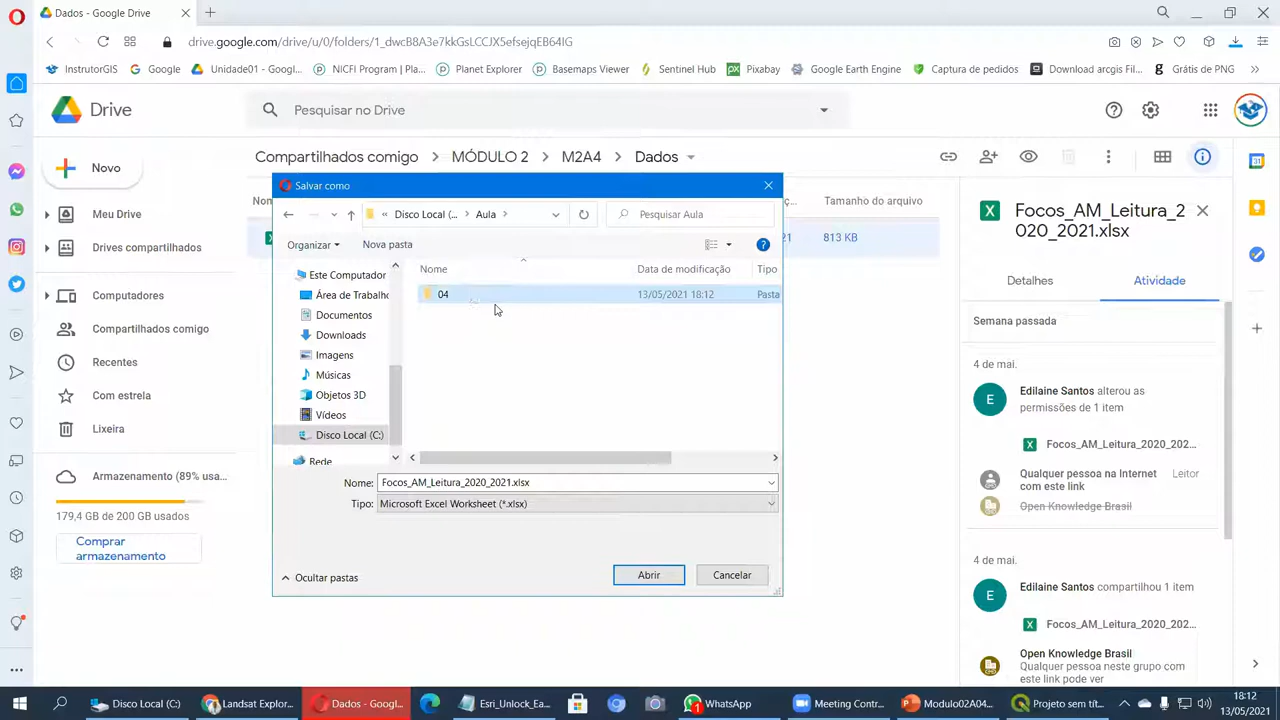 Dados - Google Drive
drive.google.com/drive/u/0/folders/1_dwcB8A3e7kkGsLCCJX5efsejqEB64IG
InstrutorGIS
Google
Unidade01 - Googl...
NICFI Program | Pla...
Planet Explorer
Basemaps Viewer
Sentinel Hub
Pixabay
Google Earth Engine
Captura de pedidos
Download arcgis Fil...
Grátis de PNG
Drive
Pesquisar no Drive
Novo
Compartilhados comigo
MÓDULO 2
M2A4
Dados
Meu Drive
Drives compartilhados
Computadores
Compartilhados comigo
Recentes
Com estrela
Lixeira
Armazenamento (89% usa...
179,4 GB de 200 GB usados
Comprar
armazenamento
Tamanho do arquivo
813 KB
Salvar como
« Disco Local (... > Aula >
Pesquisar Aula
Organizar
Nova pasta
Este Computador
Área de Trabalho
Documentos
Downloads
Imagens
Músicas
Objetos 3D
Vídeos
Disco Local (C:)
Rede
Nome
Data de modificação
Tipo
04
13/05/2021 18:12
Pasta
Nome:
Focos_AM_Leitura_2020_2021.xlsx
Tipo:
Microsoft Excel Worksheet (*.xlsx)
Ocultar pastas
Abrir
Cancelar
Focos_AM_Leitura_2
020_2021.xlsx
Detalhes
Atividade
Semana passada
4 de mai.
E
Edilaine Santos alterou as
permissões de 1 item
Focos_AM_Leitura_2020_202...
Qualquer pessoa na Internet
com este link
Leitor
Open Knowledge Brasil
4 de mai.
E
Edilaine Santos compartilhou 1 item
Focos_AM_Leitura_2020_202...
Open Knowledge Brasil
Qualquer pessoa neste grupo com
este link pode ver
Disco Local (C:)
Landsat Explor...
Dados - Googl...
Esri_Unlock_Ea...
WhatsApp
1
Meeting Contr...
Modulo02A04...
Projeto sem tít...
18:12
13/05/2021